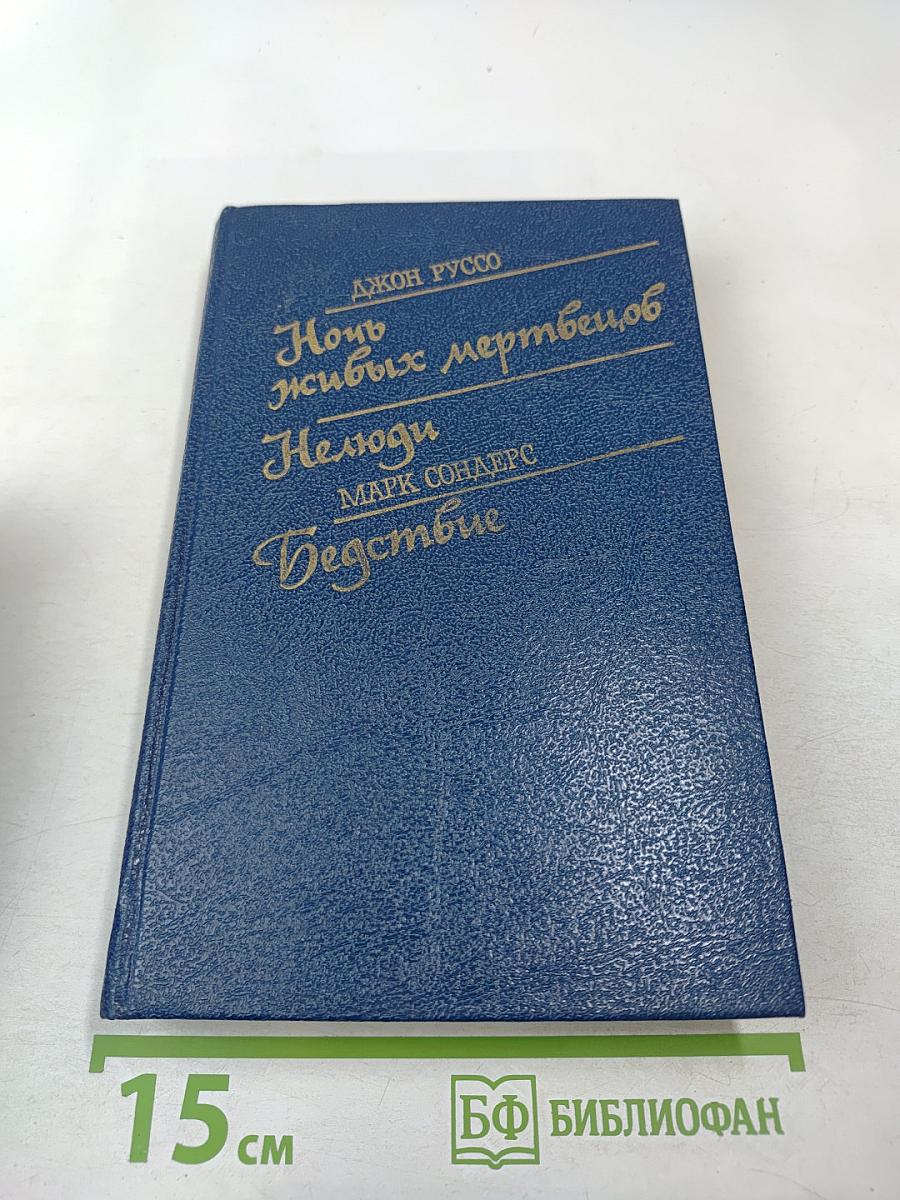 ДЖОН РУССО
Ночь
живых мертвецов
Нелюди
МАРК СОНДЕРС
Бедствие
15 см
БФ БИБЛИОФАН